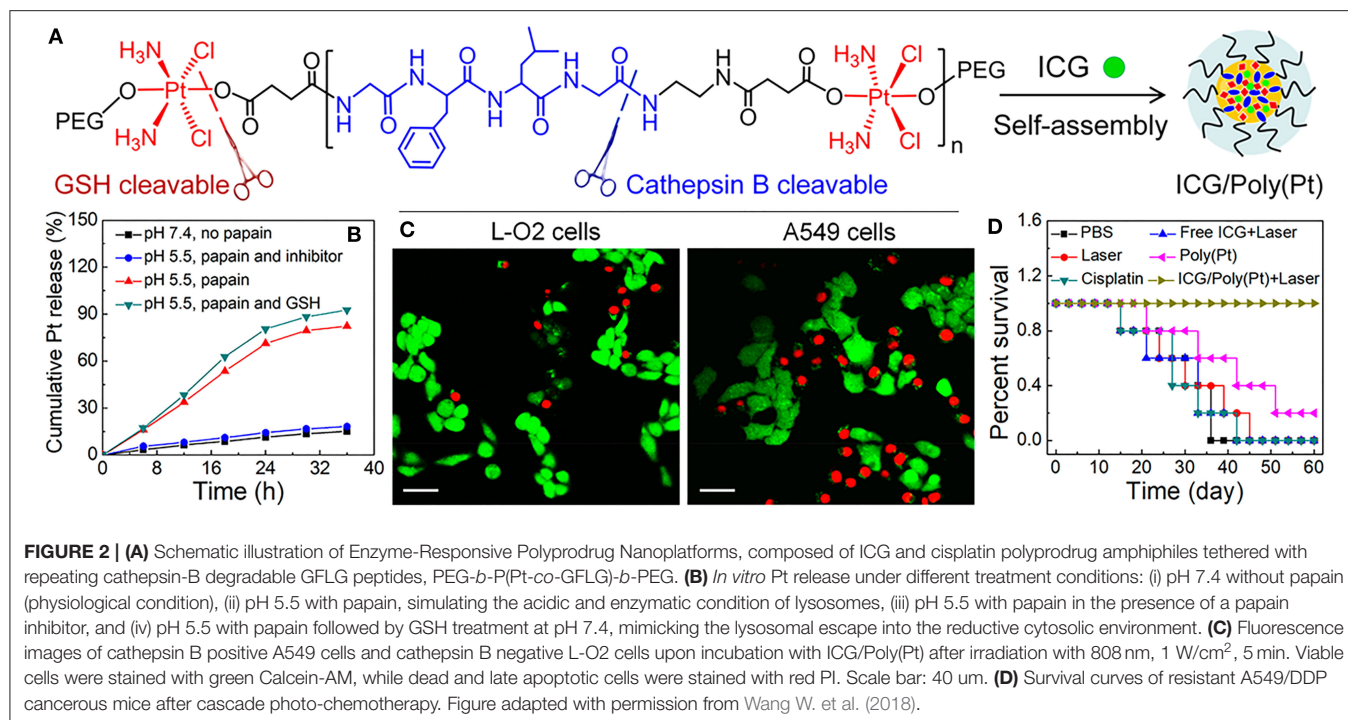 A
H3N
Cl
O
Pt
O
PEG
H3N
Cl
O
O
N
H
O
H
N
O
N
H
O
H
N
O
N
H
H
N
O
O
O
H3N
Cl
Pt
O
H3N
Cl
PEG
n
GSH cleavable
Cathepsin B cleavable
ICG
Self-assembly
ICG/Poly(Pt)
B
Cumulative Pt release (%)
150
120
90
60
30
0
pH 7.4, no papain
pH 5.5, papain and inhibitor
pH 5.5, papain
pH 5.5, papain and GSH
0 8 16 24 32 40
Time (h)
C
L-O2 cells
A549 cells
D
Percent survival
1.6
1.2
0.8
0.4
0.0
PBS
Laser
Cisplatin
Free ICG+Laser
Poly(Pt)
ICG/Poly(Pt)+Laser
0 10 20 30 40 50 60
Time (day)
FIGURE 2 | (A) Schematic illustration of Enzyme-Responsive Polyprodrug Nanoplatforms, composed of ICG and cisplatin polyprodrug amphiphiles tethered with
repeating cathepsin-B degradable GFLG peptides, PEG-b-P(Pt-co-GFLG)-b-PEG. (B) In vitro Pt release under different treatment conditions: (i) pH 7.4 without papain
(physiological condition), (ii) pH 5.5 with papain, simulating the acidic and enzymatic condition of lysosomes, (iii) pH 5.5 with papain in the presence of a papain
inhibitor, and (iv) pH 5.5 with papain followed by GSH treatment at pH 7.4, mimicking the lysosomal escape into the reductive cytosolic environment. (C) Fluorescence
images of cathepsin B positive A549 cells and cathepsin B negative L-O2 cells upon incubation with ICG/Poly(Pt) after irradiation with 808 nm, 1 W/cm², 5 min. Viable
cells were stained with green Calcein-AM, while dead and late apoptotic cells were stained with red PI. Scale bar: 40 um. (D) Survival curves of resistant A549/DDP
cancerous mice after cascade photo-chemotherapy. Figure adapted with permission from Wang W. et al. (2018).